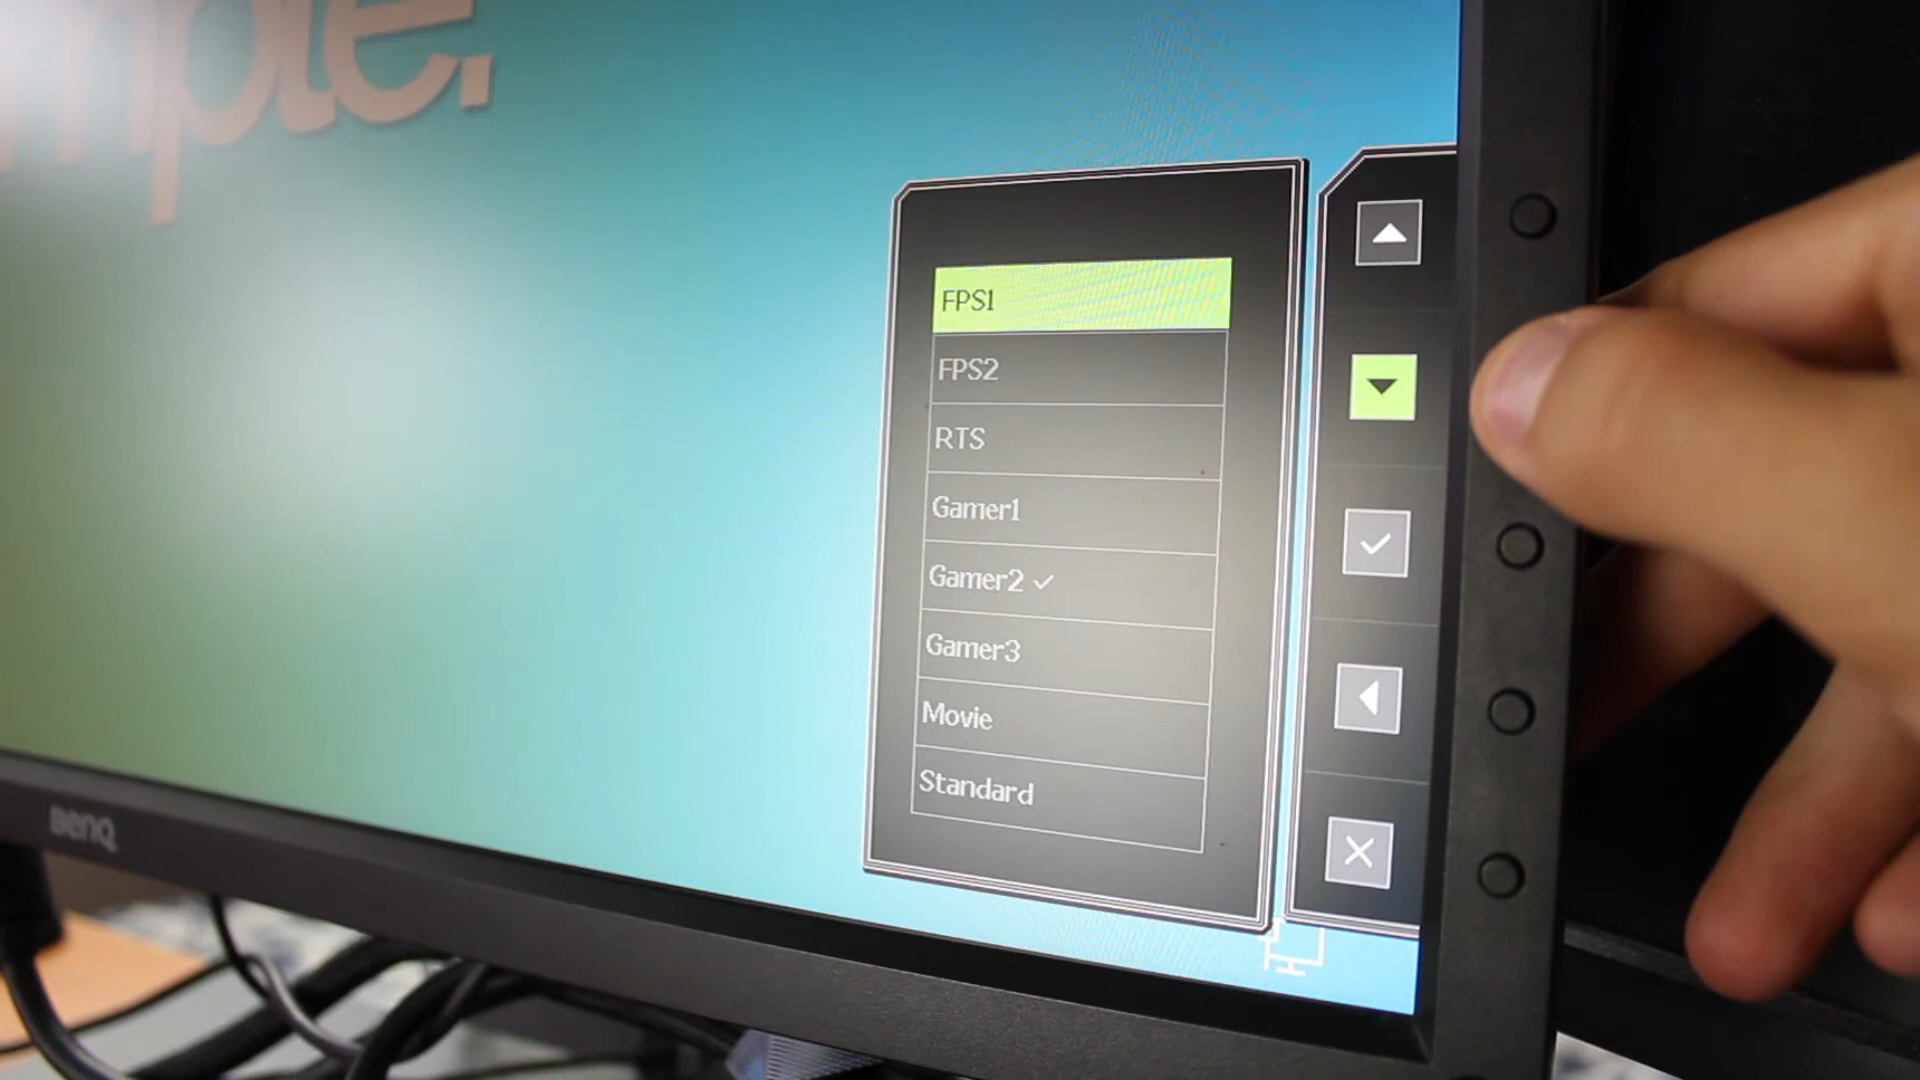 mple.
FPS1
FPS2
RTS
Gamer1
Gamer2 ✓
Gamer3
Movie
Standard
BenQ